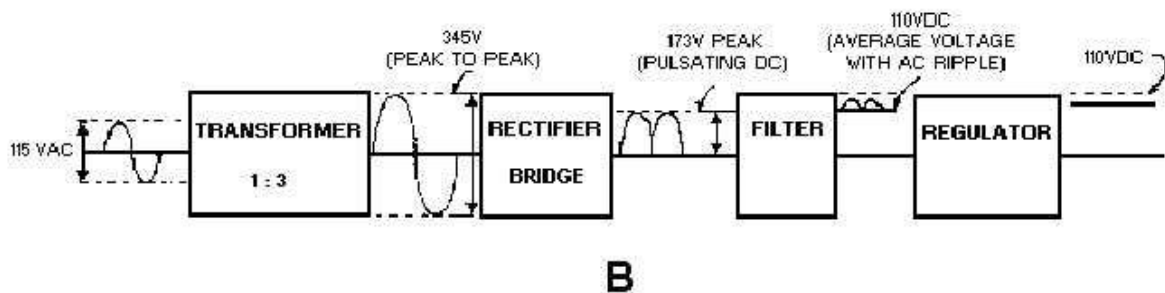 345V
(PEAK TO PEAK)
173V PEAK
(PULSATING DC)
110VDC
(AVERAGE VOLTAGE
WITH AC RIPPLE)
110VDC
115 VAC
TRANSFORMER
1 : 3
RECTIFIER
BRIDGE
FILTER
REGULATOR
B